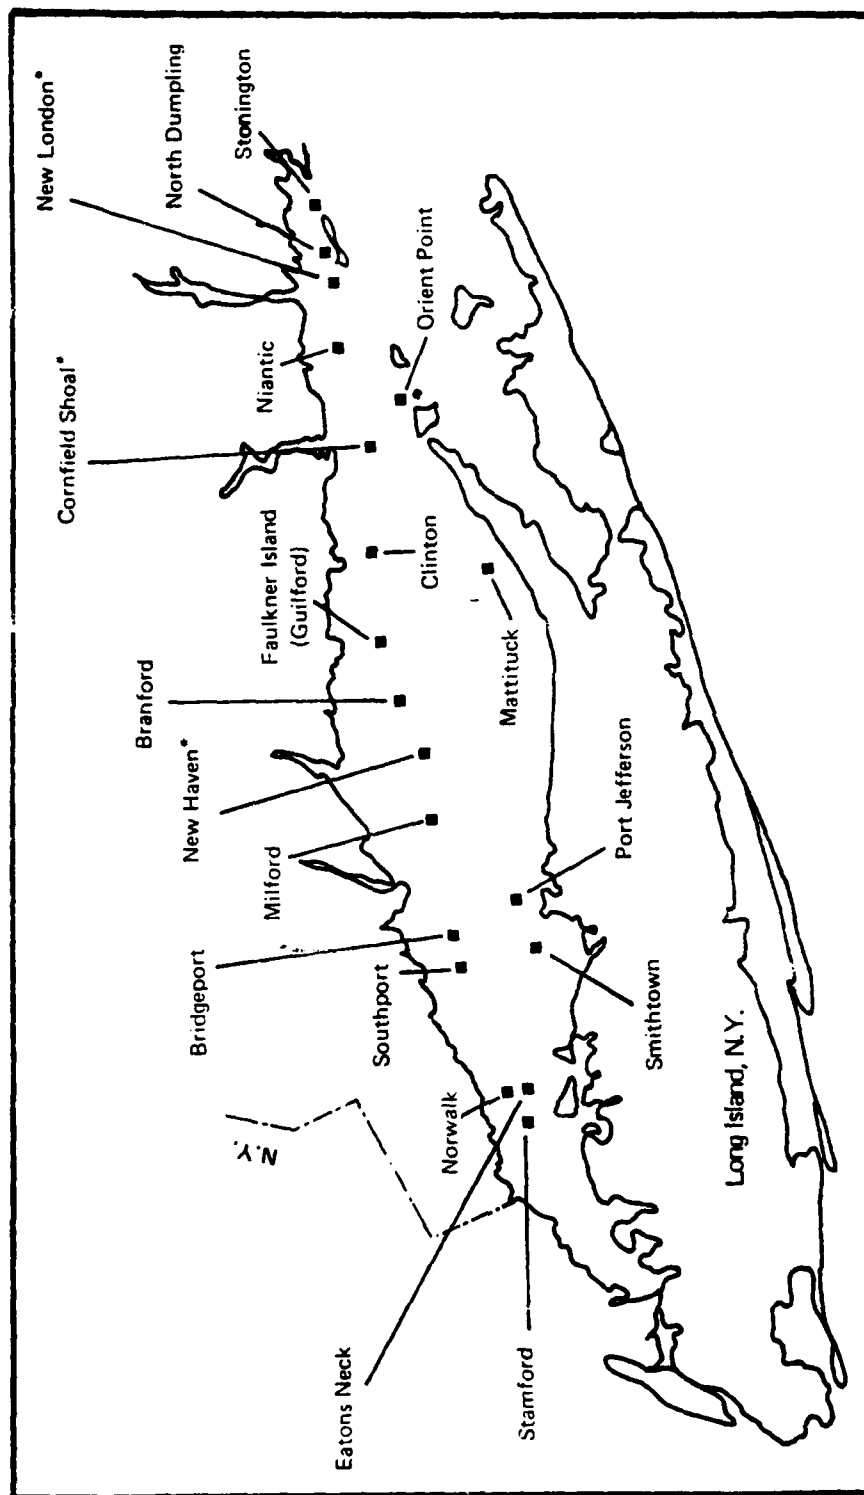 New London*
North Dumpling
Stonington
Cornfield Shoal*
Niantic
Orient Point
Faulkner Island
(Guilford)
Clinton
Branford
Mattituck
New Haven*
Milford
Port Jefferson
Bridgeport
Southport
Smithtown
N.Y.
Norwalk
Long Island, N.Y.
Eatons Neck
Stamford